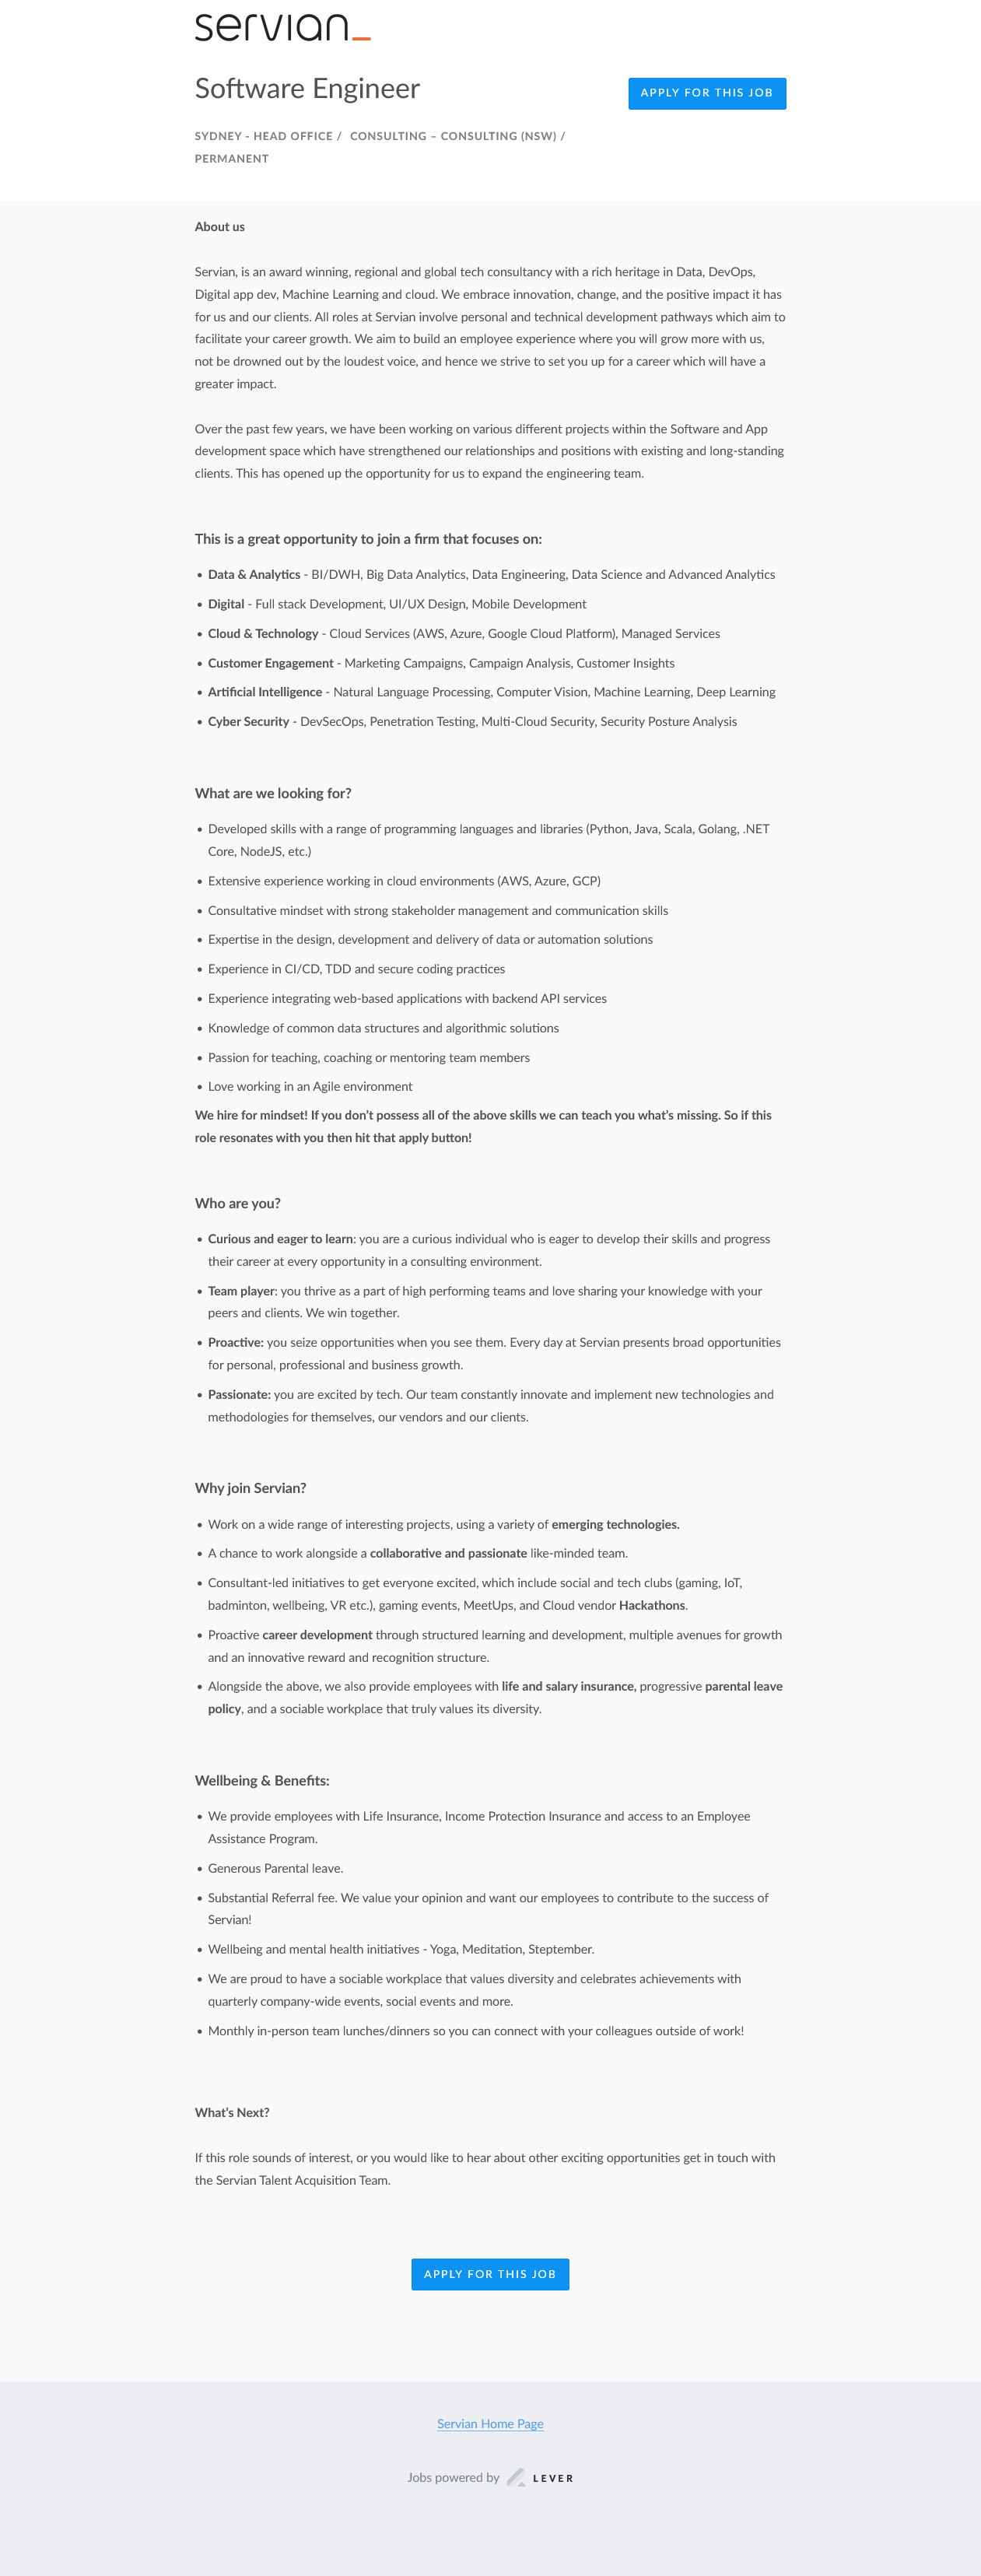 servian_
Software Engineer
APPLY FOR THIS JOB
SYDNEY - HEAD OFFICE / CONSULTING – CONSULTING (NSW) /
PERMANENT
About us
Servian, is an award winning, regional and global tech consultancy with a rich heritage in Data, DevOps,
Digital app dev, Machine Learning and cloud. We embrace innovation, change, and the positive impact it has
for us and our clients. All roles at Servian involve personal and technical development pathways which aim to
facilitate your career growth. We aim to build an employee experience where you will grow more with us,
not be drowned out by the loudest voice, and hence we strive to set you up for a career which will have a
greater impact.
Over the past few years, we have been working on various different projects within the Software and App
development space which have strengthened our relationships and positions with existing and long-standing
clients. This has opened up the opportunity for us to expand the engineering team.
This is a great opportunity to join a firm that focuses on:
• Data & Analytics - BI/DWH, Big Data Analytics, Data Engineering, Data Science and Advanced Analytics
• Digital - Full stack Development, UI/UX Design, Mobile Development
• Cloud & Technology - Cloud Services (AWS, Azure, Google Cloud Platform), Managed Services
• Customer Engagement - Marketing Campaigns, Campaign Analysis, Customer Insights
• Artificial Intelligence - Natural Language Processing, Computer Vision, Machine Learning, Deep Learning
• Cyber Security - DevSecOps, Penetration Testing, Multi-Cloud Security, Security Posture Analysis
What are we looking for?
• Developed skills with a range of programming languages and libraries (Python, Java, Scala, Golang, .NET
Core, NodeJS, etc.)
• Extensive experience working in cloud environments (AWS, Azure, GCP)
• Consultative mindset with strong stakeholder management and communication skills
• Expertise in the design, development and delivery of data or automation solutions
• Experience in CI/CD, TDD and secure coding practices
• Experience integrating web-based applications with backend API services
• Knowledge of common data structures and algorithmic solutions
• Passion for teaching, coaching or mentoring team members
• Love working in an Agile environment
We hire for mindset! If you don’t possess all of the above skills we can teach you what’s missing. So if this
role resonates with you then hit that apply button!
Who are you?
• Curious and eager to learn: you are a curious individual who is eager to develop their skills and progress
their career at every opportunity in a consulting environment.
• Team player: you thrive as a part of high performing teams and love sharing your knowledge with your
peers and clients. We win together.
• Proactive: you seize opportunities when you see them. Every day at Servian presents broad opportunities
for personal, professional and business growth.
• Passionate: you are excited by tech. Our team constantly innovate and implement new technologies and
methodologies for themselves, our vendors and our clients.
Why join Servian?
• Work on a wide range of interesting projects, using a variety of emerging technologies.
• A chance to work alongside a collaborative and passionate like-minded team.
• Consultant-led initiatives to get everyone excited, which include social and tech clubs (gaming, IoT,
badminton, wellbeing, VR etc.), gaming events, MeetUps, and Cloud vendor Hackathons.
• Proactive career development through structured learning and development, multiple avenues for growth
and an innovative reward and recognition structure.
• Alongside the above, we also provide employees with life and salary insurance, progressive parental leave
policy, and a sociable workplace that truly values its diversity.
Wellbeing & Benefits:
• We provide employees with Life Insurance, Income Protection Insurance and access to an Employee
Assistance Program.
• Generous Parental leave.
• Substantial Referral fee. We value your opinion and want our employees to contribute to the success of
Servian!
• Wellbeing and mental health initiatives - Yoga, Meditation, Steptember.
• We are proud to have a sociable workplace that values diversity and celebrates achievements with
quarterly company-wide events, social events and more.
• Monthly in-person team lunches/dinners so you can connect with your colleagues outside of work!
What’s Next?
If this role sounds of interest, or you would like to hear about other exciting opportunities get in touch with
the Servian Talent Acquisition Team.
APPLY FOR THIS JOB
Servian Home Page
Jobs powered by LEVER